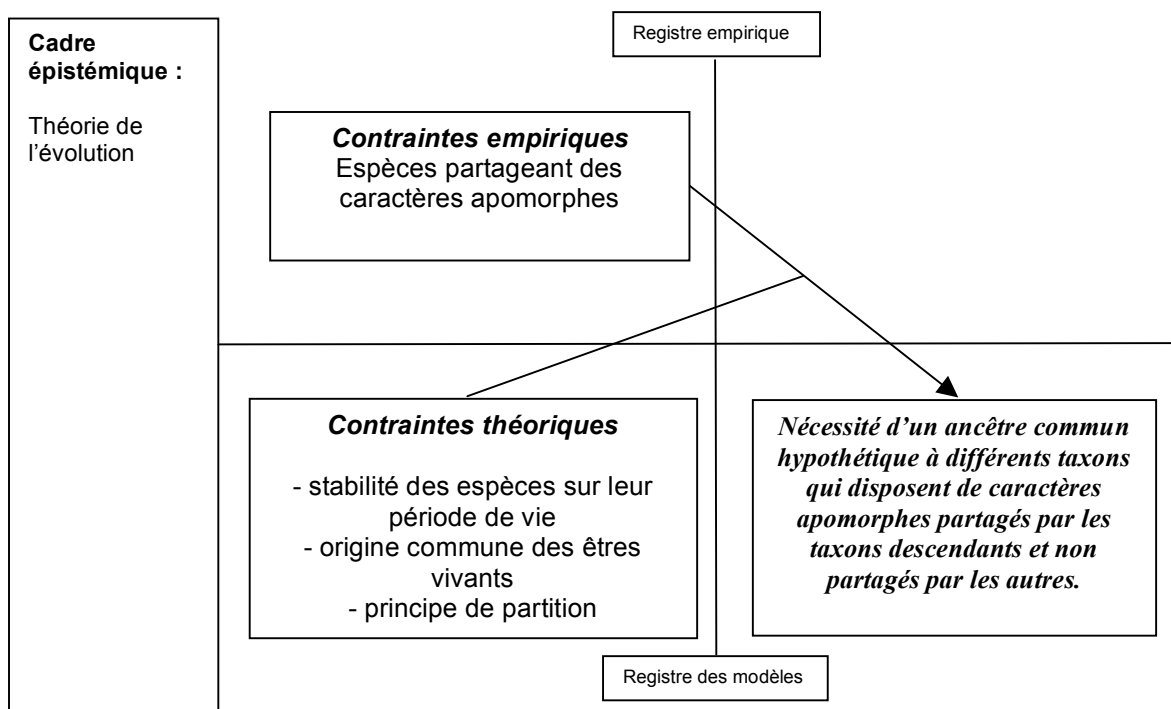 Cadre
épistémique :
Théorie de
l'évolution
Registre empirique
Contraintes empiriques
Espèces partageant des
caractères apomorphes
Contraintes théoriques
- stabilité des espèces sur leur
période de vie
- origine commune des êtres
vivants
- principe de partition
Nécessité d'un ancêtre commun
hypothétique à différents taxons
qui disposent de caractères
apomorphes partagés par les
taxons descendants et non
partagés par les autres.
Registre des modèles